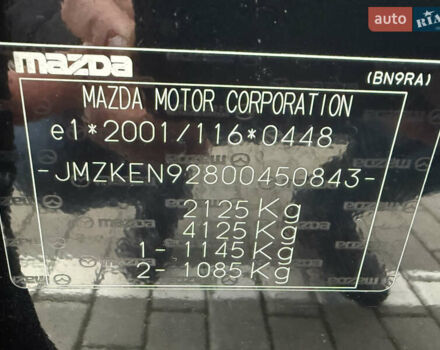 auto RIA
mazda
(BN9RA)
MAZDA MOTOR CORPORATION
e1*2001/116*0448
-JMZKEN92800450843-
2125 Kg
4125 Kg
1- 1145 Kg
2- 1085 Kg